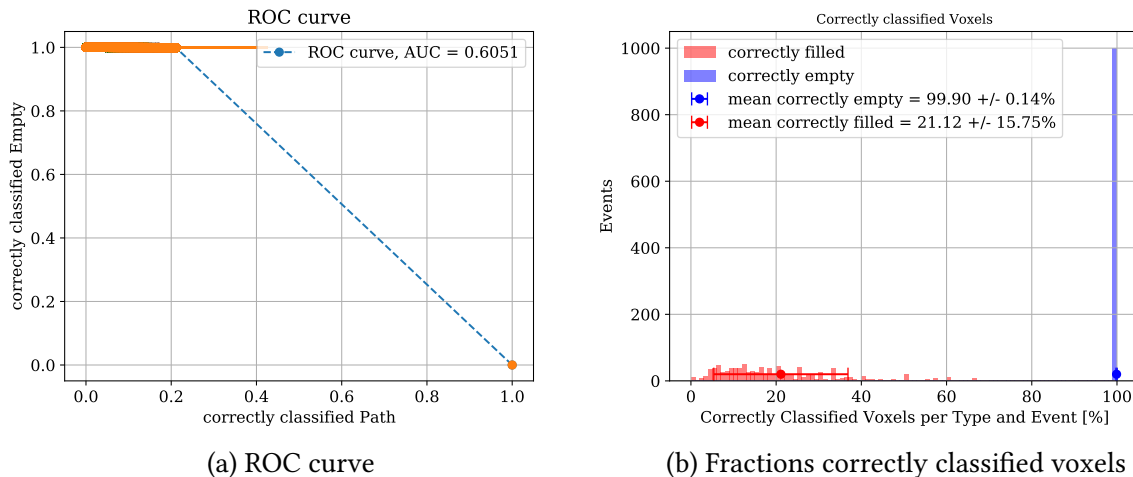 ROC curve
1.0
0.8
0.6
0.4
0.2
0.0
correctly classified Empty
ROC curve, AUC = 0.6051
0.0 0.2 0.4 0.6 0.8 1.0
correctly classified Path
(a) ROC curve
Correctly classified Voxels
1000
800
600
400
200
0
Events
correctly filled
correctly empty
mean correctly empty = 99.90 +/- 0.14%
mean correctly filled = 21.12 +/- 15.75%
0 20 40 60 80 100
Correctly Classified Voxels per Type and Event [%]
(b) Fractions correctly classified voxels